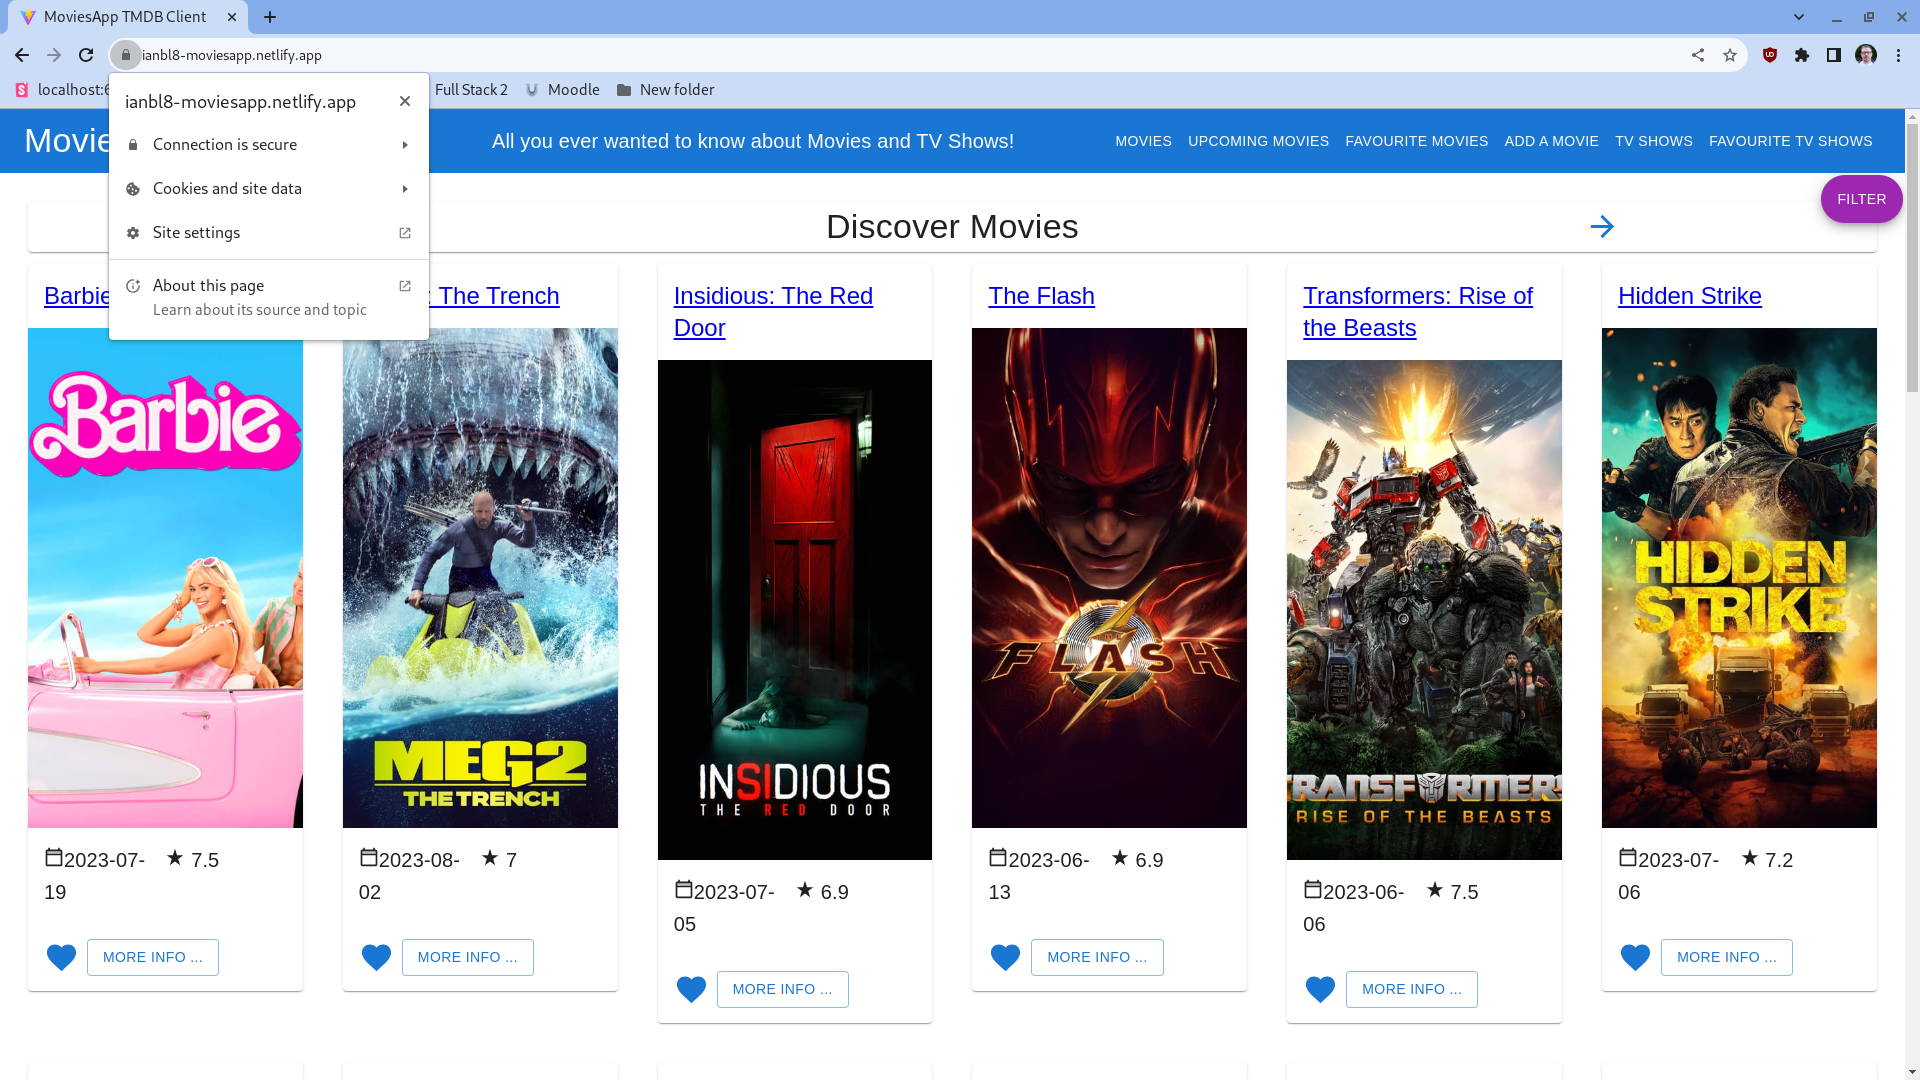 MoviesApp TMDB Client
ianbl8-moviesapp.netlify.app
localhost:6
Full Stack 2
Moodle
New folder
ianbl8-moviesapp.netlify.app
Connection is secure
Cookies and site data
Site settings
About this page
Learn about its source and topic
Movie
All you ever wanted to know about Movies and TV Shows!
MOVIES
UPCOMING MOVIES
FAVOURITE MOVIES
ADD A MOVIE
TV SHOWS
FAVOURITE TV SHOWS
FILTER
Discover Movies
Barbie
Barbie
2023-07-
19
7.5
MORE INFO ...
: The Trench
MEG2
THE TRENCH
2023-08-
02
7
MORE INFO ...
Insidious: The Red
Door
INSIDIOUS
THE RED DOOR
2023-07-
05
6.9
MORE INFO ...
The Flash
THE
FLASH
2023-06-
13
6.9
MORE INFO ...
Transformers: Rise of
the Beasts
TRANSFORMERS
RISE OF THE BEASTS
2023-06-
06
7.5
MORE INFO ...
Hidden Strike
HIDDEN
STRIKE
2023-07-
06
7.2
MORE INFO ...